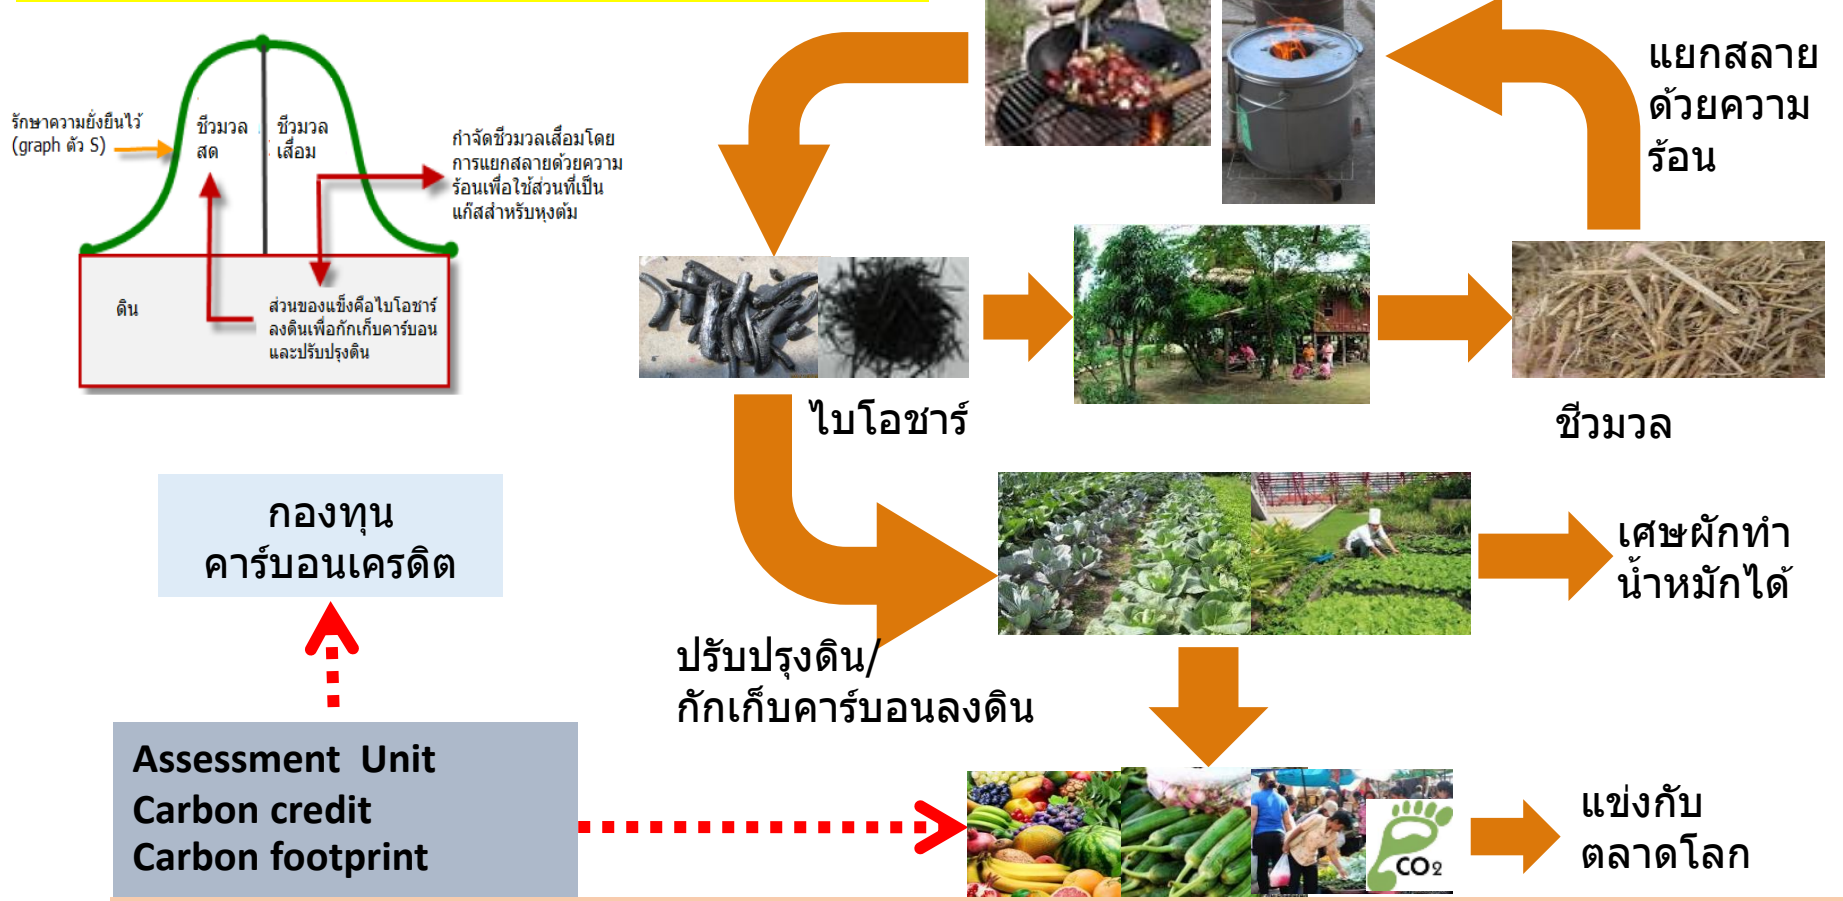 แยกสลาย
ด้วยความ
ร้อน
รักษาความยั่งยืนไว้
(graph ตัว S)
ชีวมวล
สด
ชีวมวล
เสื่อม
กำจัดชีวมวลเสื่อมโดย
การแยกสลายด้วยความ
ร้อนเพื่อใช้ส่วนที่เป็น
แก๊สสำหรับหุงต้ม
ดิน
ส่วนของแข็งคือไบโอชาร์
ลงดินเพื่อกักเก็บคาร์บอน
และปรับปรุงดิน
ไบโอชาร์
ชีวมวล
กองทุน
คาร์บอนเครดิต
เศษผักทำ
น้ำหมักได้
ปรับปรุงดิน/
กักเก็บคาร์บอนลงดิน
Assessment Unit
Carbon credit
Carbon footprint
CO2
แข่งกับ
ตลาดโลก